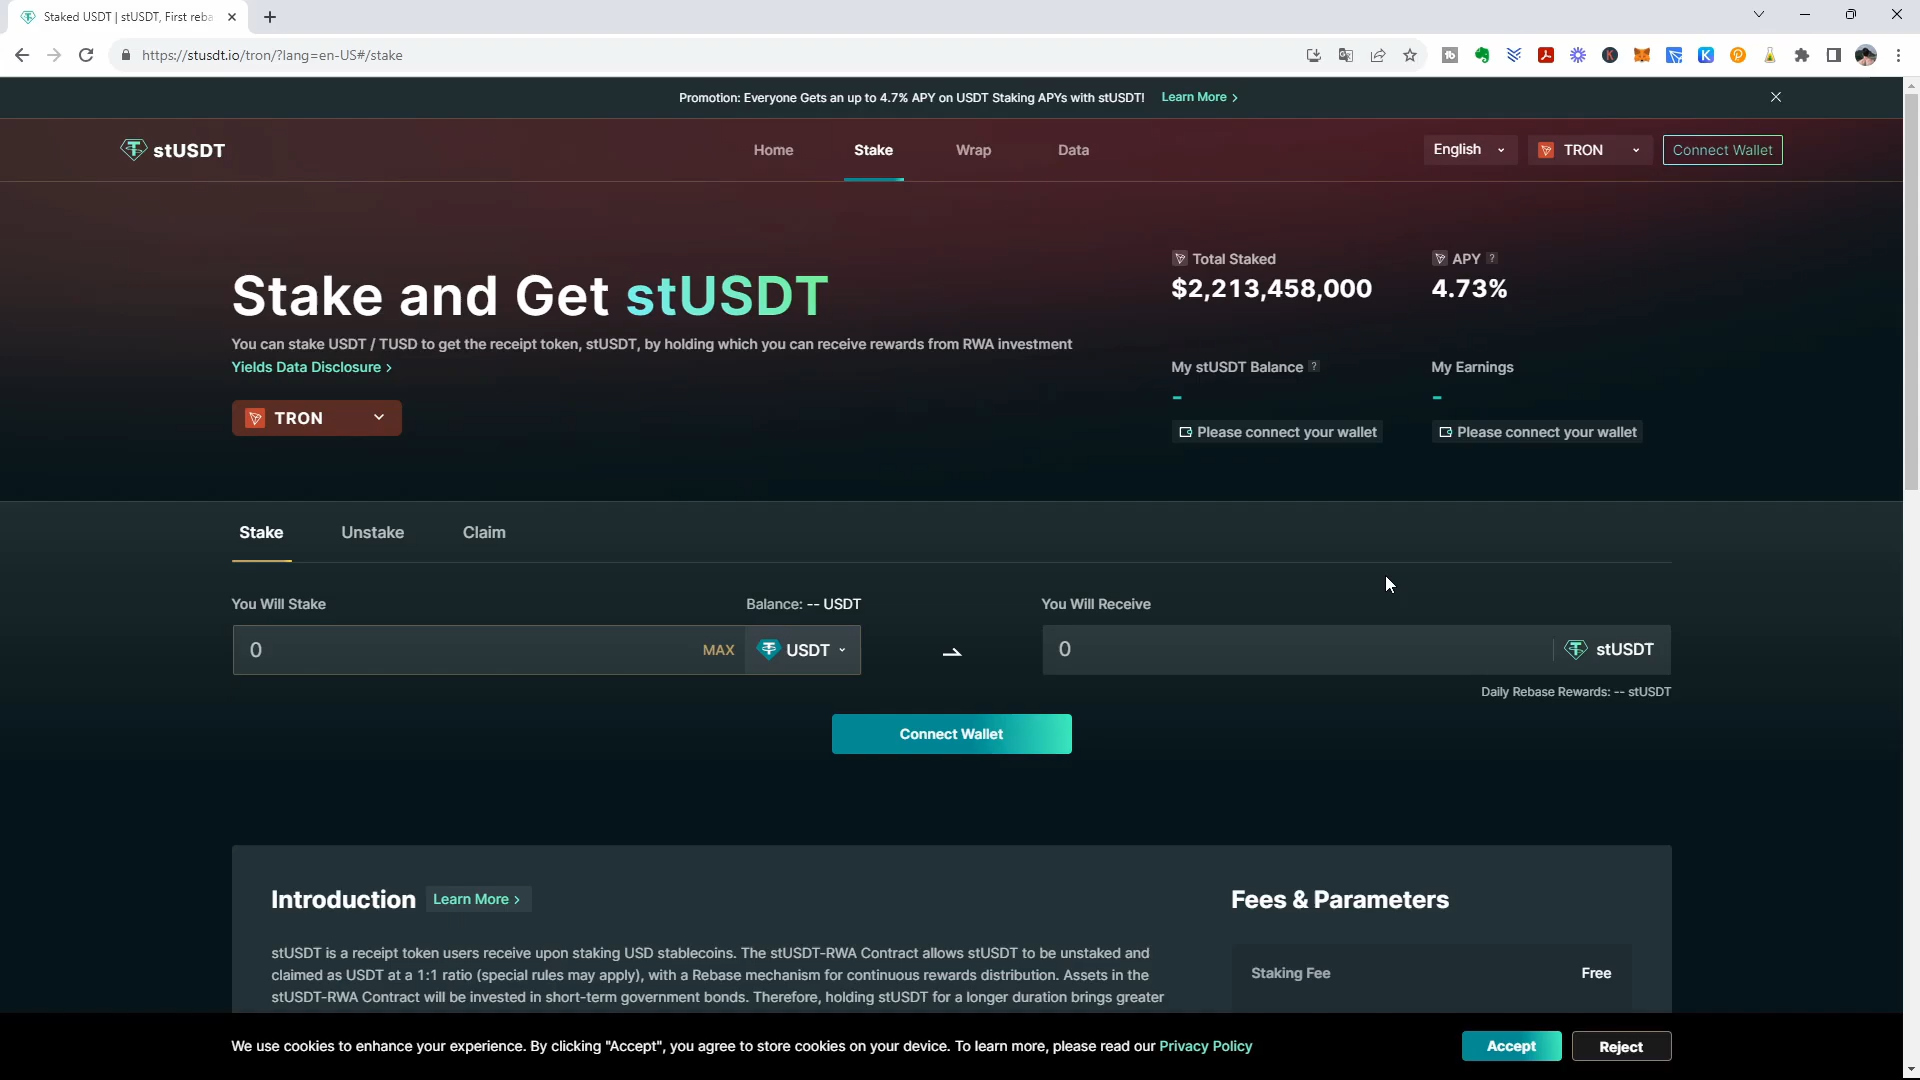 Staked USDT | stUSDT, First reba
https://stusdt.io/tron/?lang=en-US#/stake
Promotion: Everyone Gets an up to 4.7% APY on USDT Staking APYs with stUSDT! Learn More >
stUSDT
Home
Stake
Wrap
Data
English
TRON
Connect Wallet
Stake and Get stUSDT
You can stake USDT / TUSD to get the receipt token, stUSDT, by holding which you can receive rewards from RWA investment
Yields Data Disclosure >
TRON
Total Staked
$2,213,458,000
APY ?
4.73%
My stUSDT Balance ?
-
Please connect your wallet
My Earnings
-
Please connect your wallet
Stake
Unstake
Claim
You Will Stake
Balance: -- USDT
0
MAX
USDT
You Will Receive
0
stUSDT
Daily Rebase Rewards: -- stUSDT
Connect Wallet
Introduction
Learn More >
stUSDT is a receipt token users receive upon staking USD stablecoins. The stUSDT-RWA Contract allows stUSDT to be unstaked and
claimed as USDT at a 1:1 ratio (special rules may apply), with a Rebase mechanism for continuous rewards distribution. Assets in the
stUSDT-RWA Contract will be invested in short-term government bonds. Therefore, holding stUSDT for a longer duration brings greater
Fees & Parameters
Staking Fee
Free
We use cookies to enhance your experience. By clicking "Accept", you agree to store cookies on your device. To learn more, please read our Privacy Policy
Accept
Reject